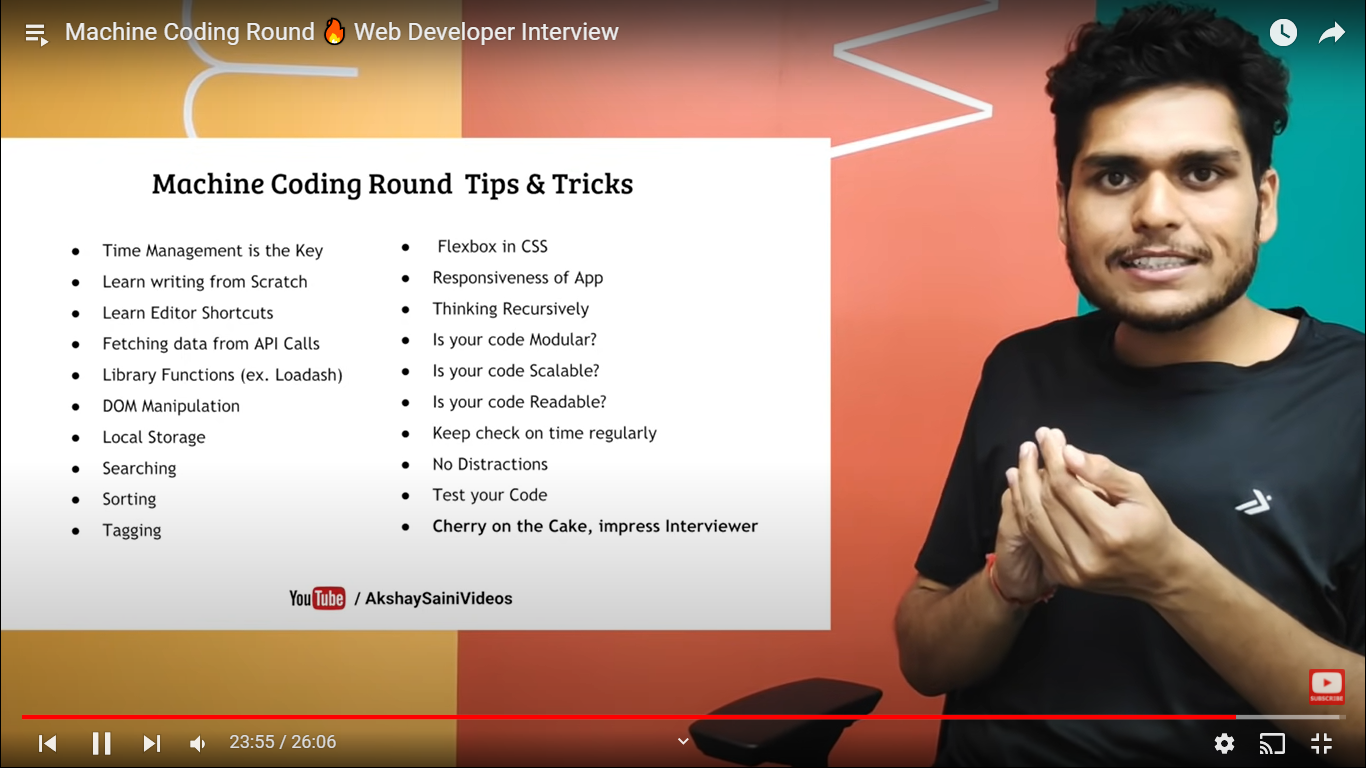 Machine Coding Round 🔥 Web Developer Interview
Machine Coding Round Tips & Tricks
● Time Management is the Key
● Learn writing from Scratch
● Learn Editor Shortcuts
● Fetching data from API Calls
● Library Functions (ex. Loadash)
● DOM Manipulation
● Local Storage
● Searching
● Sorting
● Tagging
● Flexbox in CSS
● Responsiveness of App
● Thinking Recursively
● Is your code Modular?
● Is your code Scalable?
● Is your code Readable?
● Keep check on time regularly
● No Distractions
● Test your Code
● Cherry on the Cake, impress Interviewer
YouTube / AkshaySainiVideos
SUBSCRIBE
23:55 / 26:06